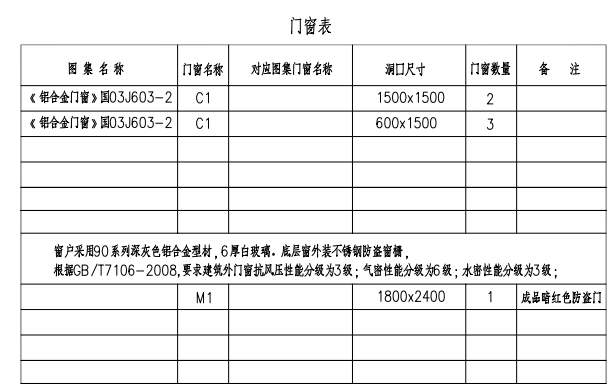 门窗表
图集名称 门窗名称 对应图集门窗名称 洞口尺寸 门窗数量 备 注
《铝合金门窗》国03J603-2 C1 1500x1500 2
《铝合金门窗》国03J603-2 C1 600x1500 3
窗户采用90系列深灰色铝合金型材，6厚白玻璃。底层窗外装不锈钢防盗窗栅，
根据GB/T7106-2008，要求建筑外门窗抗风压性能分级为3级；气密性能分级为6级；水密性能分级为3级；
M1 1800x2400 1 成品暗红色防盗门